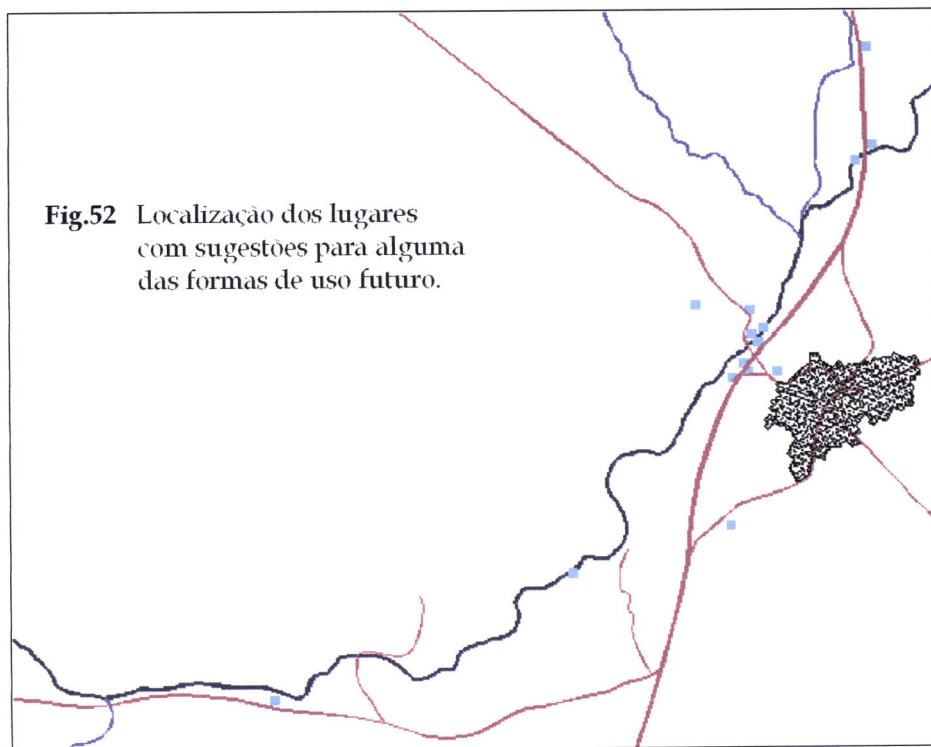 Fig.52 Localização dos lugares
com sugestões para alguma
das formas de uso futuro.